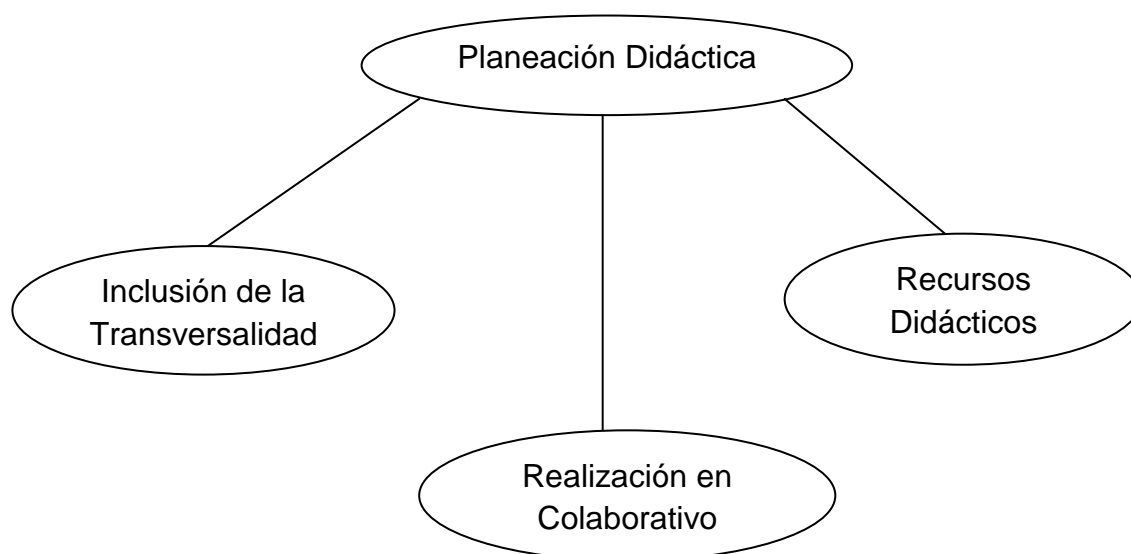 Planeación Didáctica
Inclusión de la
Transversalidad
Recursos
Didácticos
Realización en
Colaborativo